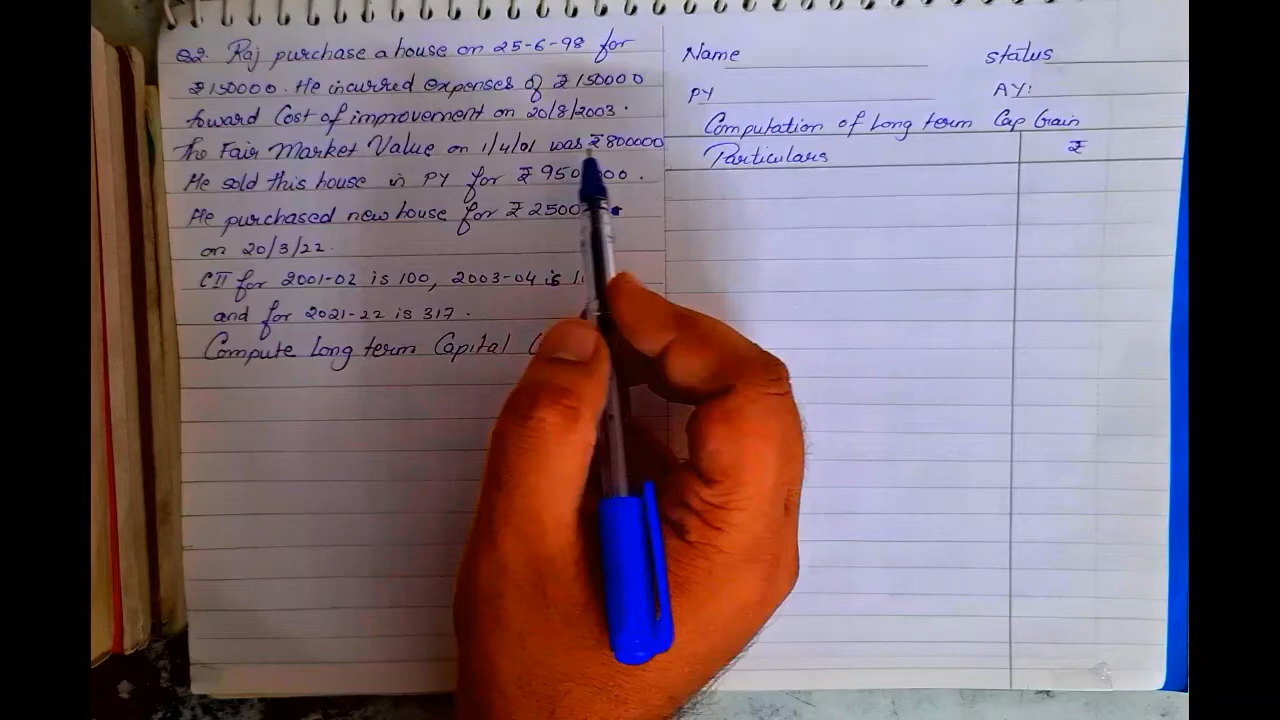 Q2. Raj purchase a house on 25-6-98 for
₹150000. He incurred expenses of ₹150000
toward Cost of improvement on 20/8/2003.
The Fair Market Value on 1/4/01 was ₹800000
He sold this house in PY for
He purchased new house for
on 20/3/22.
CII for 2001-02 is 100, 2003-04 is
and for 2021-22 is 317.
Compute Long term Capital
Name
Status
PY
AY:
Computation of Long term Cap Gain
Particulars
₹